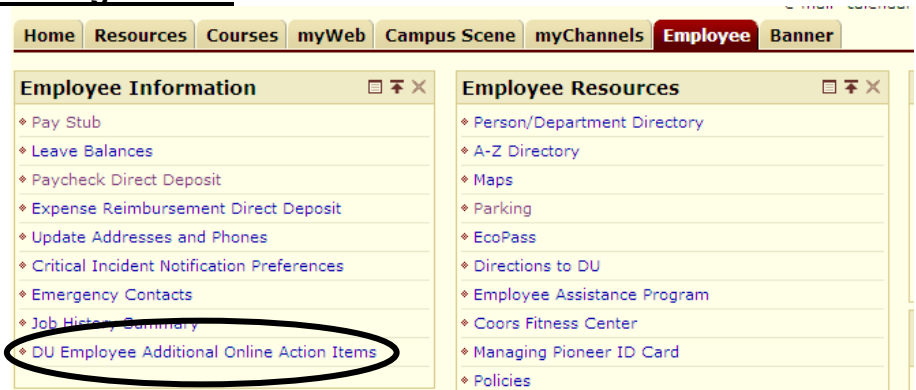 Home Resources Courses myWeb Campus Scene myChannels Employee Banner
Employee Information
Pay Stub
Leave Balances
Paycheck Direct Deposit
Expense Reimbursement Direct Deposit
Update Addresses and Phones
Critical Incident Notification Preferences
Emergency Contacts
Job History Summary
DU Employee Additional Online Action Items
Employee Resources
Person/Department Directory
A-Z Directory
Maps
Parking
EcoPass
Directions to DU
Employee Assistance Program
Coors Fitness Center
Managing Pioneer ID Card
Policies